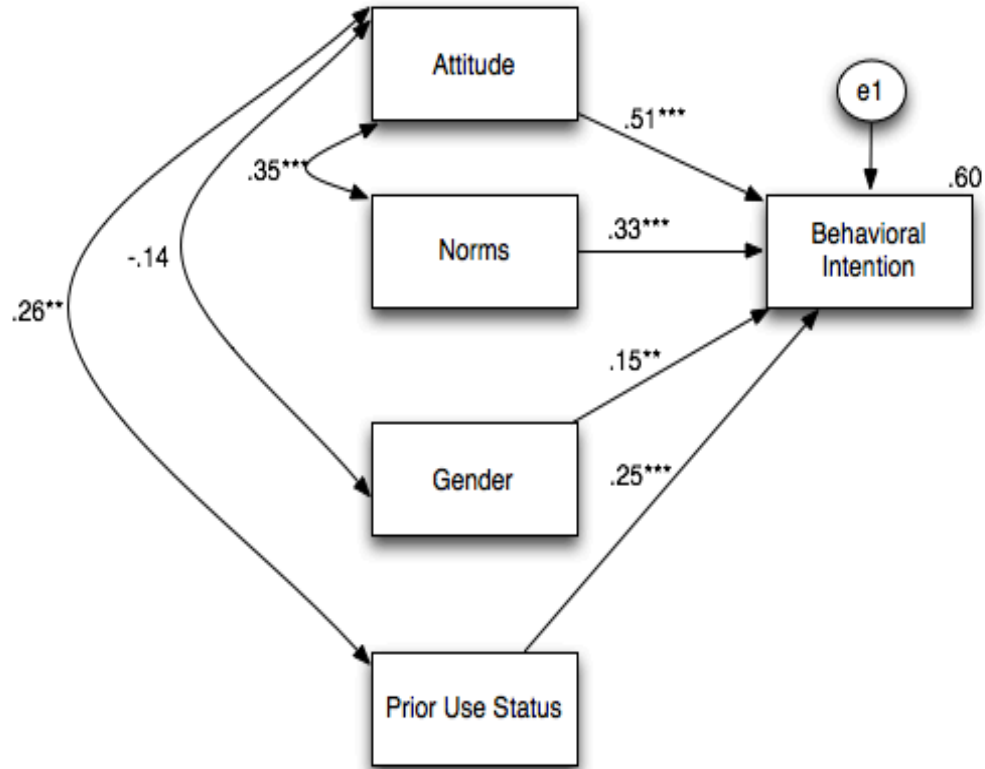 Attitude
e1
.51***
.35***
.60
Norms
.33***
Behavioral
Intention
-.14
.26**
.15**
Gender
.25***
Prior Use Status